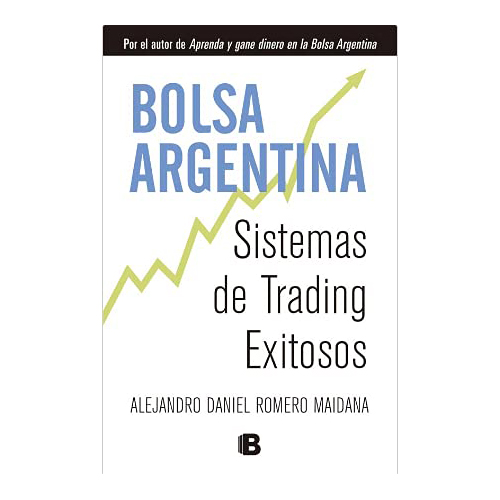 Por el autor de Aprenda y gane dinero en la Bolsa Argentina
BOLSA
ARGENTINA
Sistemas
de Trading
Exitosos
ALEJANDRO DANIEL ROMERO MAIDANA
B